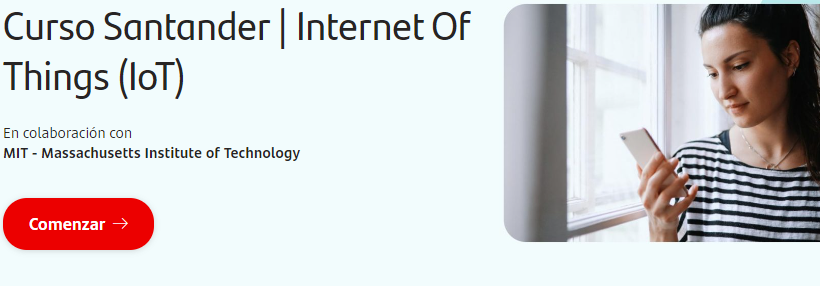 Curso Santander | Internet Of
Things (IoT)
En colaboración con
MIT - Massachusetts Institute of Technology
Comenzar →